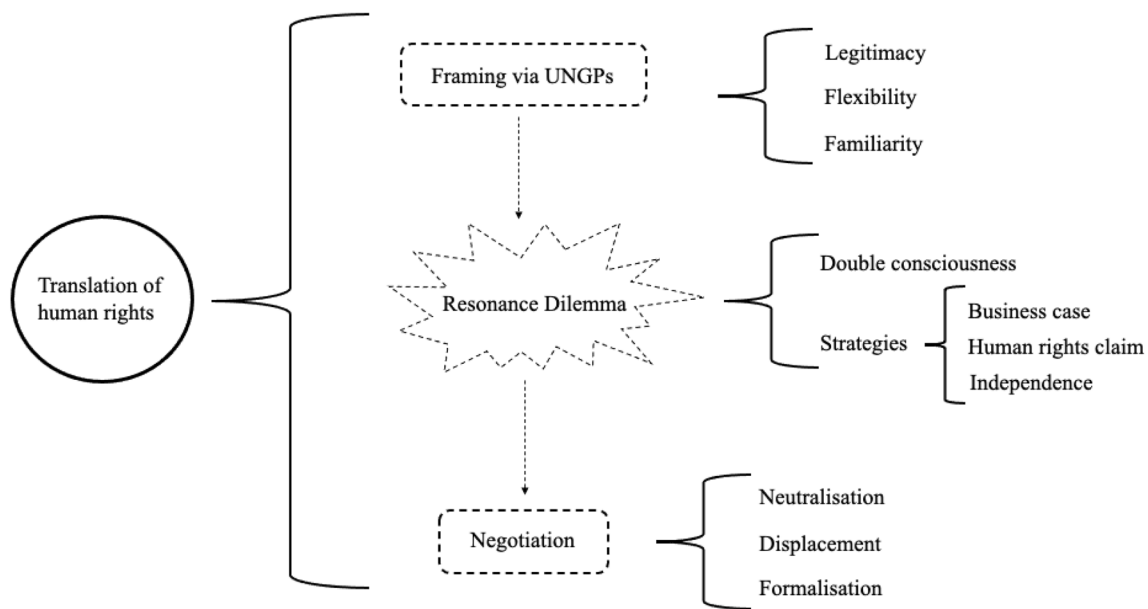 Translation of
human rights
Framing via UNGPs
Legitimacy
Flexibility
Familiarity
Resonance Dilemma
Double consciousness
Strategies
Business case
Human rights claim
Independence
Negotiation
Neutralisation
Displacement
Formalisation